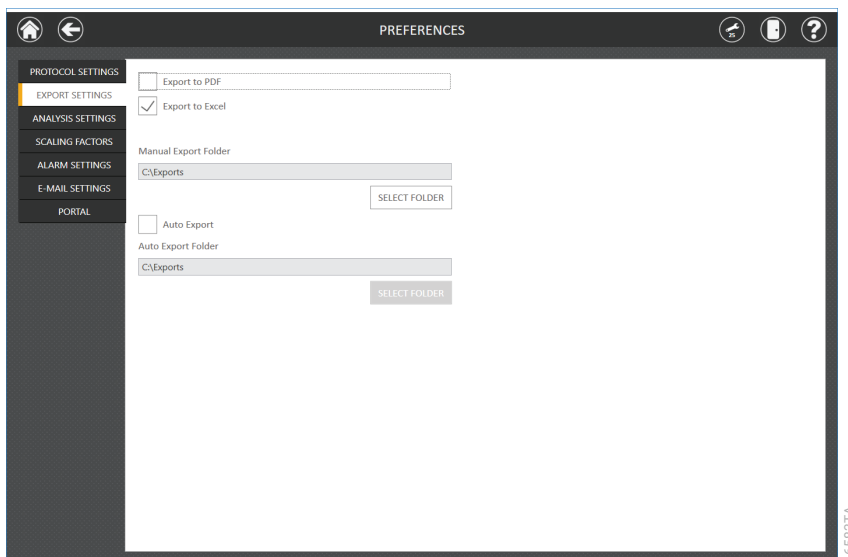 PREFERENCES
25
?
PROTOCOL SETTINGS
EXPORT SETTINGS
ANALYSIS SETTINGS
SCALING FACTORS
ALARM SETTINGS
E-MAIL SETTINGS
PORTAL
Export to PDF
Export to Excel
Manual Export Folder
C:\Exports
SELECT FOLDER
Auto Export
Auto Export Folder
C:\Exports
SELECT FOLDER